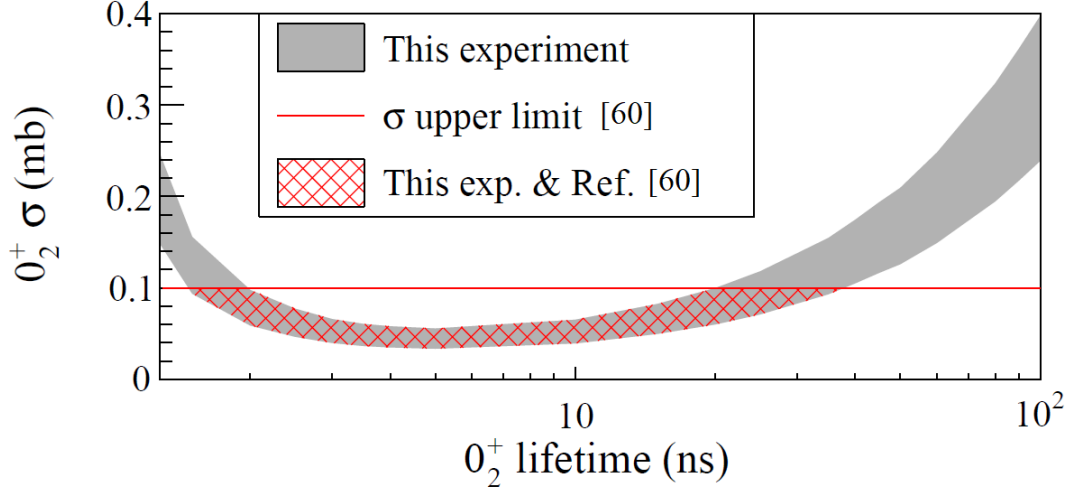 0₂⁺ σ (mb)
0.4
0.3
0.2
0.1
0
This experiment
σ upper limit [60]
This exp. & Ref. [60]
10
10²
0₂⁺ lifetime (ns)